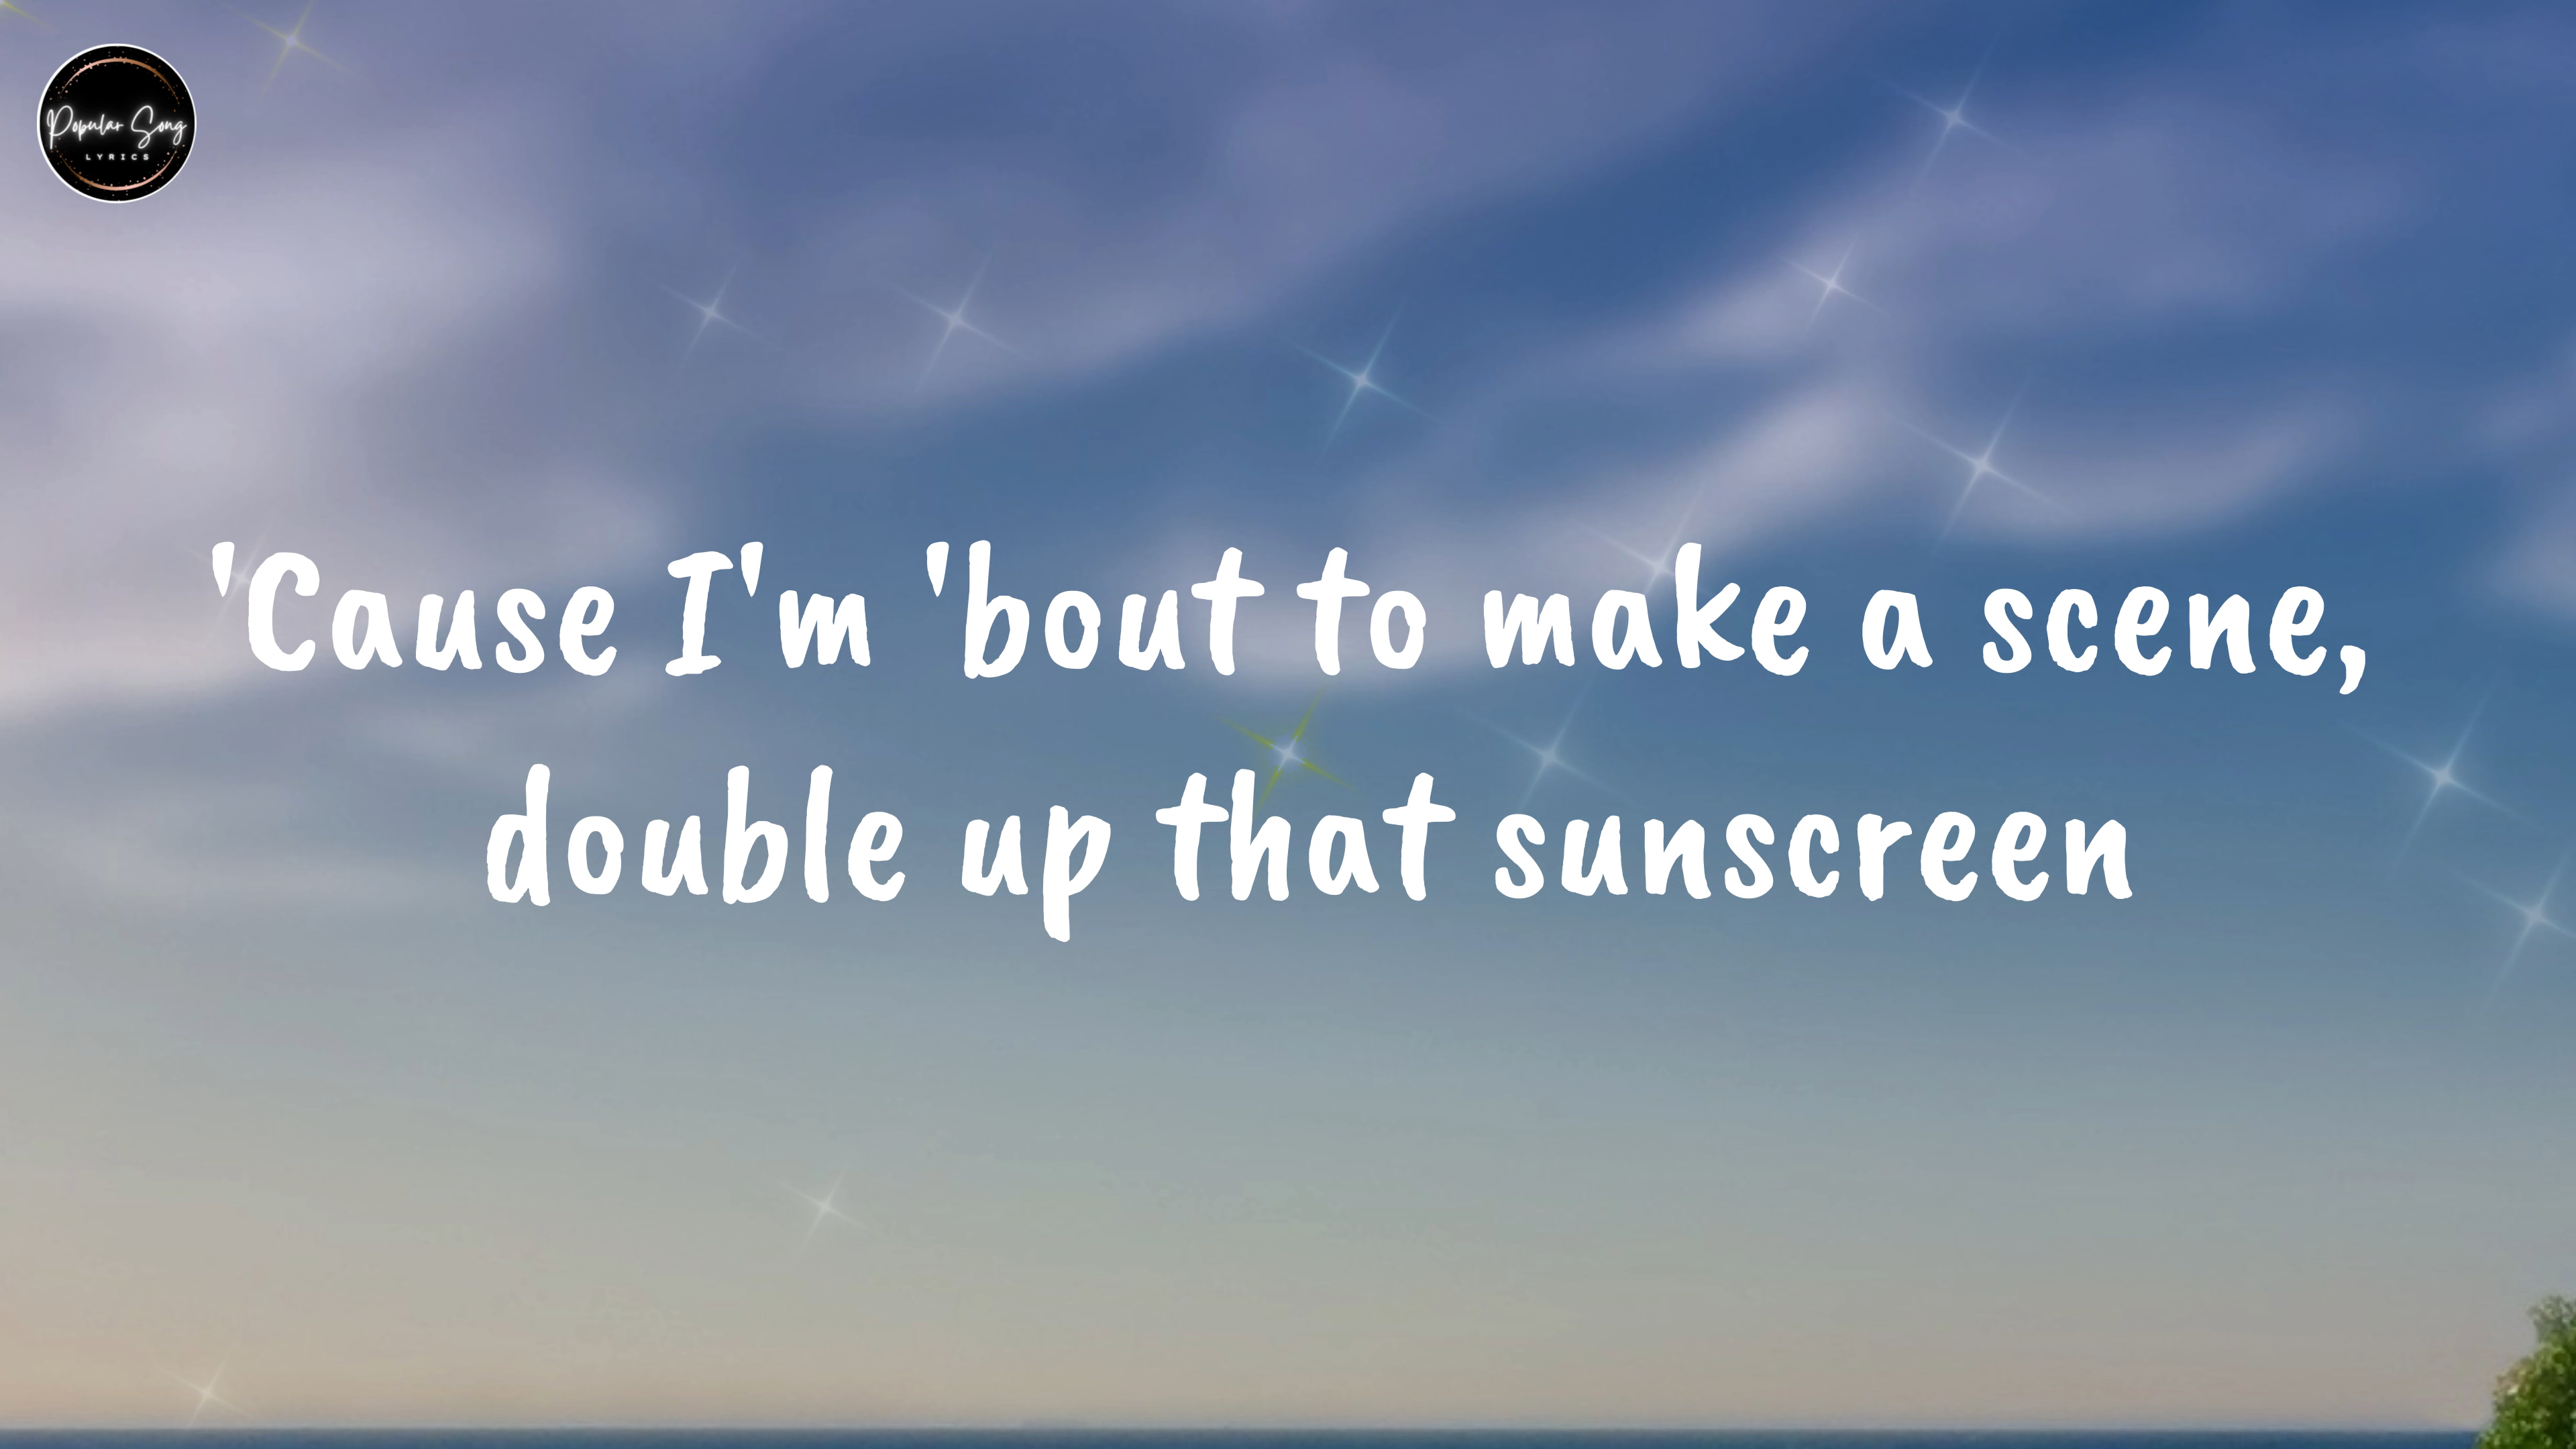 Popular Song
LYRICS
'Cause I'm 'bout to make a scene,
double up that sunscreen